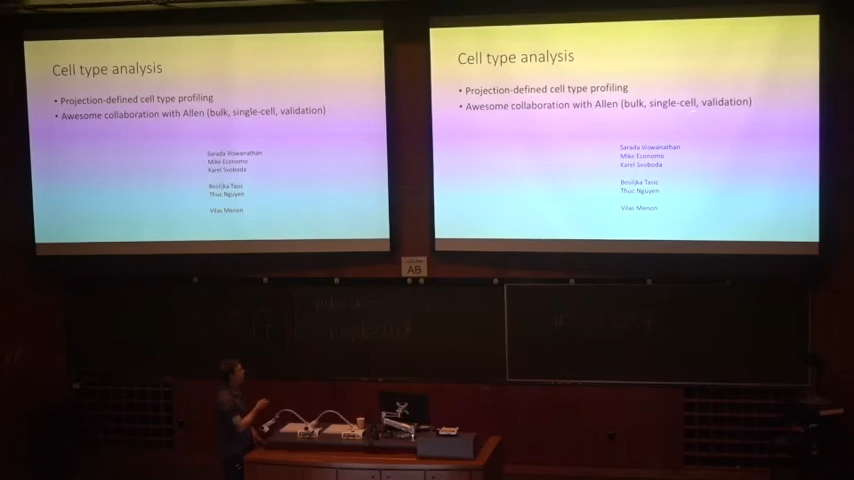 Cell type analysis
• Projection-defined cell type profiling
• Awesome collaboration with Allen (bulk, single-cell, validation)
Sarada Viswanathan
Mike Economo
Karel Svoboda
Bosiljka Tasic
Thuc Nguyen
Vilas Menon
Cell type analysis
• Projection-defined cell type profiling
• Awesome collaboration with Allen (bulk, single-cell, validation)
Sarada Viswanathan
Mike Economo
Karel Svoboda
Bosiljka Tasic
Thuc Nguyen
Vilas Menon
AB